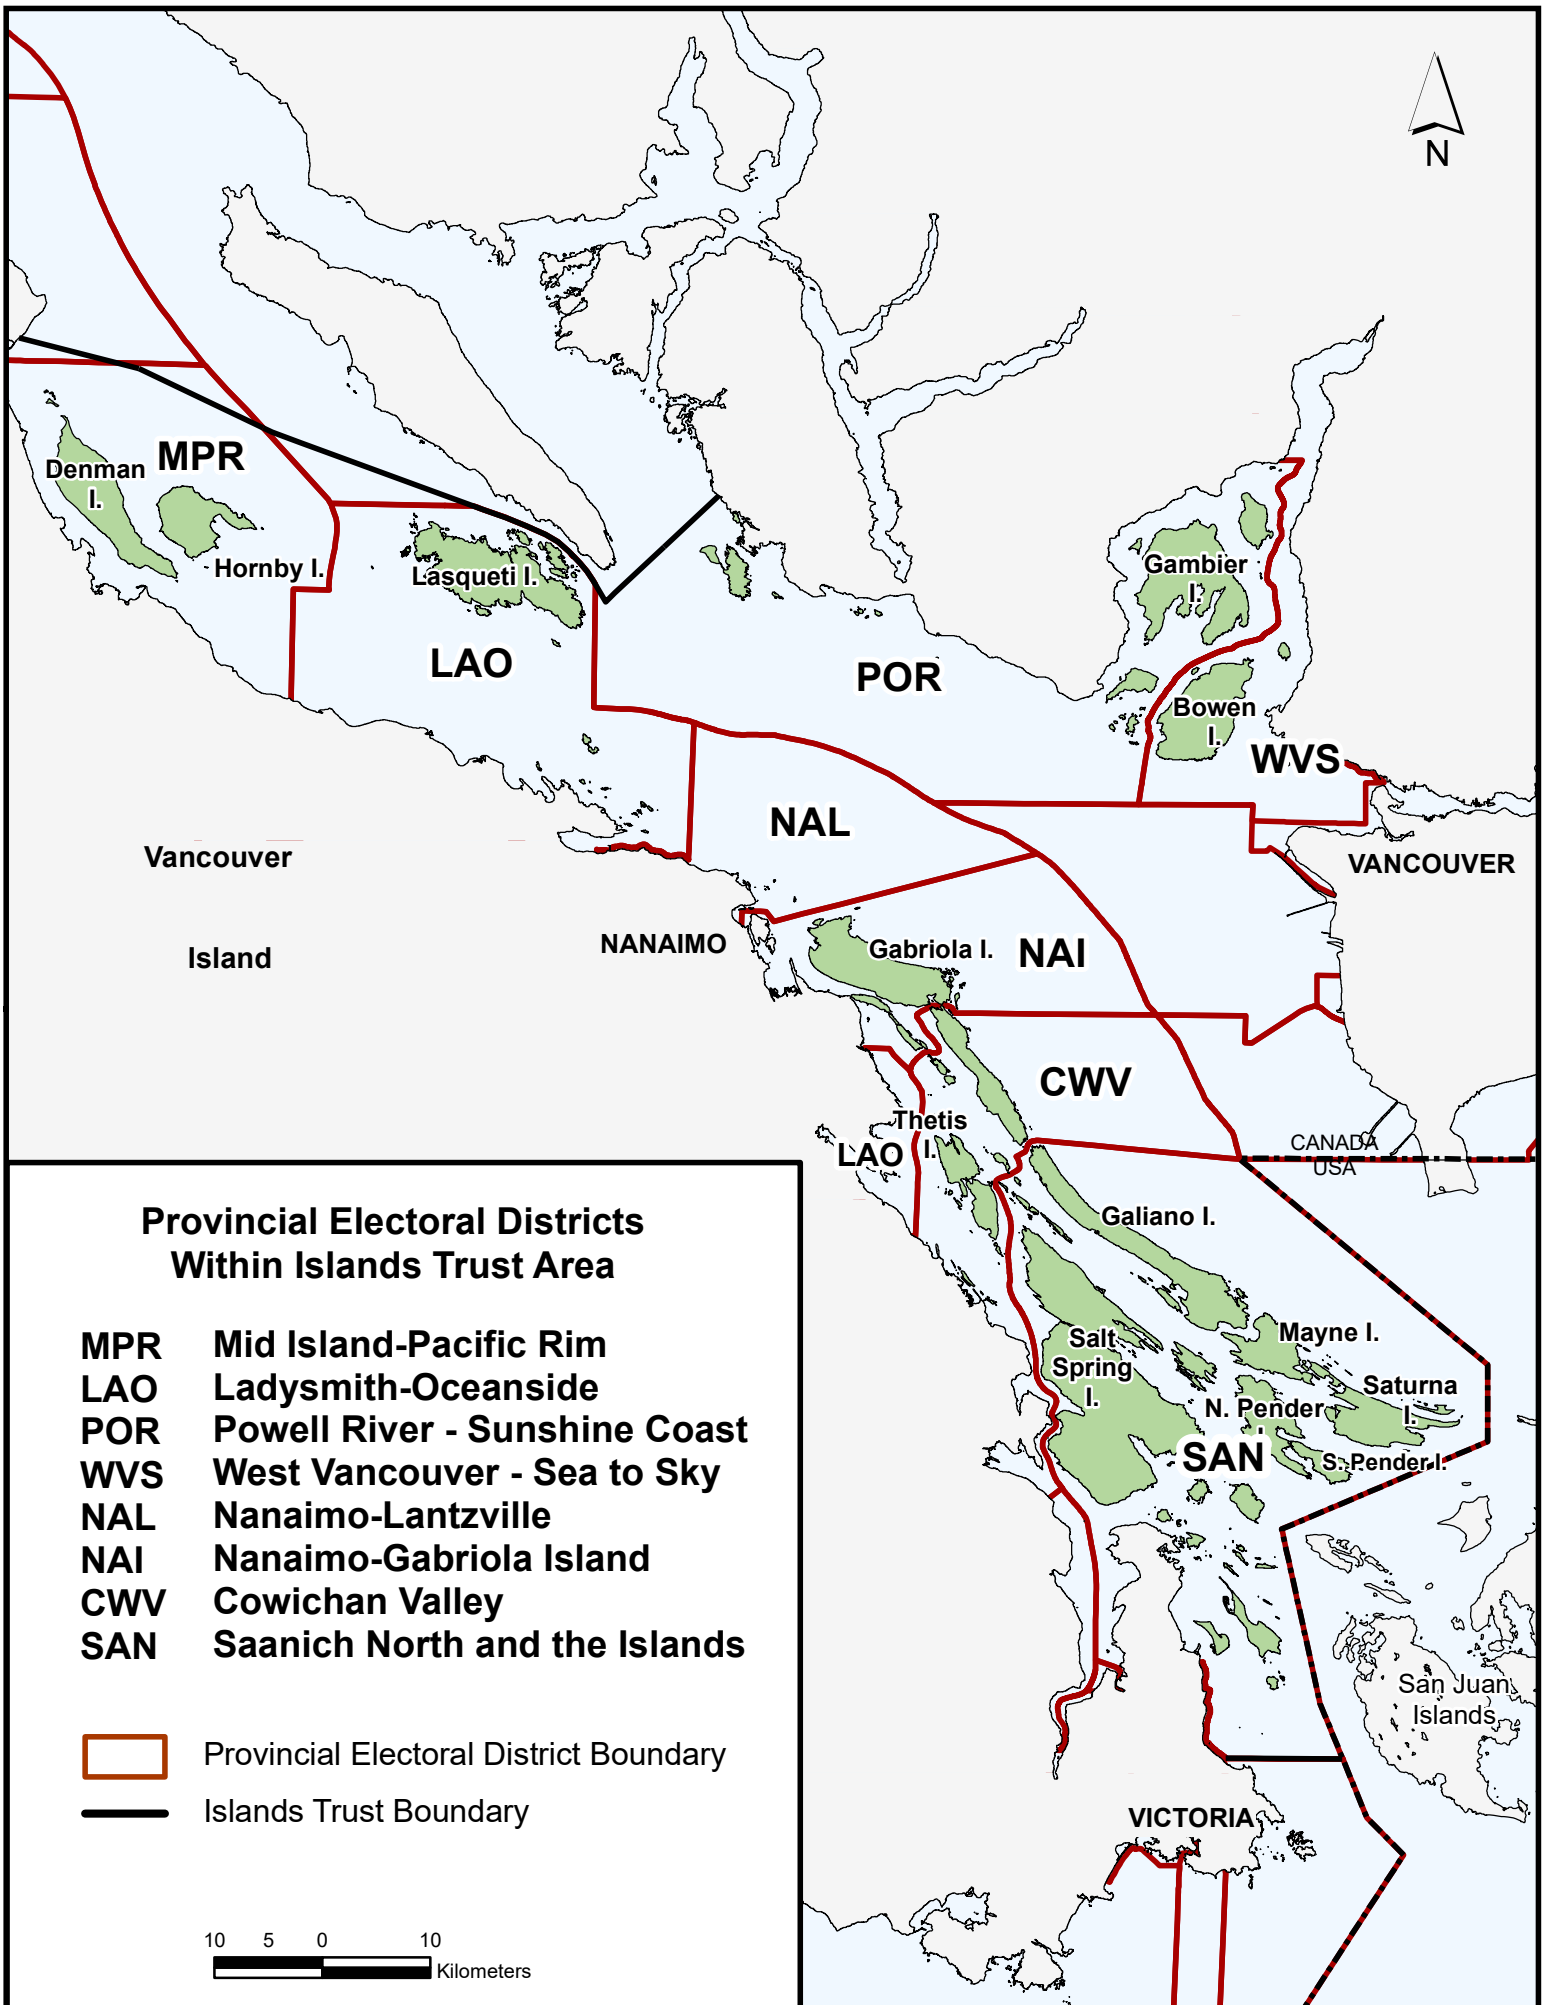 N
MPR
Denman
I.
Hornby I.
Lasqueti I.
LAO
POR
Gambier
I.
Bowen
I.
WVS
NAL
Vancouver
Island
VANCOUVER
NANAIMO
Gabriola I.
NAI
CWV
Thetis
I.
LAO
CANADA
USA
Galiano I.
Mayne I.
Salt
Spring
I.
Saturna
I.
N. Pender
I.
SAN
S. Pender I.
San Juan
Islands
VICTORIA
Provincial Electoral Districts
Within Islands Trust Area
MPR Mid Island-Pacific Rim
LAO Ladysmith-Oceanside
POR Powell River - Sunshine Coast
WVS West Vancouver - Sea to Sky
NAL Nanaimo-Lantzville
NAI Nanaimo-Gabriola Island
CWV Cowichan Valley
SAN Saanich North and the Islands
Provincial Electoral District Boundary
Islands Trust Boundary
10 5 0 10
Kilometers